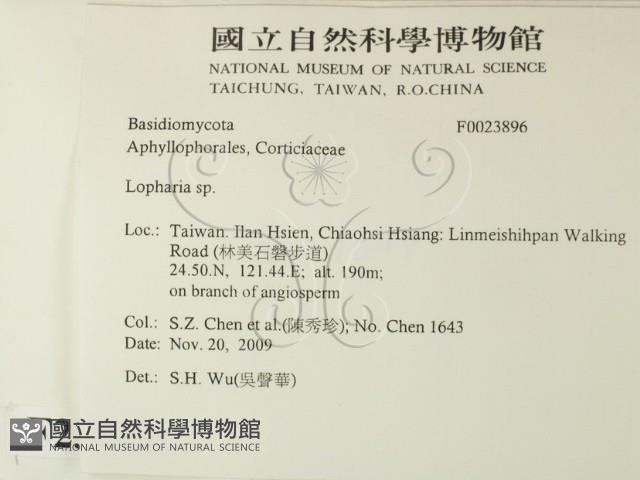 國立自然科學博物館
NATIONAL MUSEUM OF NATURAL SCIENCE
TAICHUNG, TAIWAN, R.O.CHINA
Basidiomycota F0023896
Aphyllophorales, Corticiaceae
Lopharia sp.
Loc.: Taiwan. Ilan Hsien, Chiaohsi Hsiang: Linmeishihpan Walking
Road (林美石磐步道)
24.50.N, 121.44.E; alt. 190m;
on branch of angiosperm
Col.: S.Z. Chen et al.(陳秀珍); No. Chen 1643
Date: Nov. 20, 2009
Det.: S.H. Wu(吳聲華)
國立自然科學博物館
NATIONAL MUSEUM OF NATURAL SCIENCE